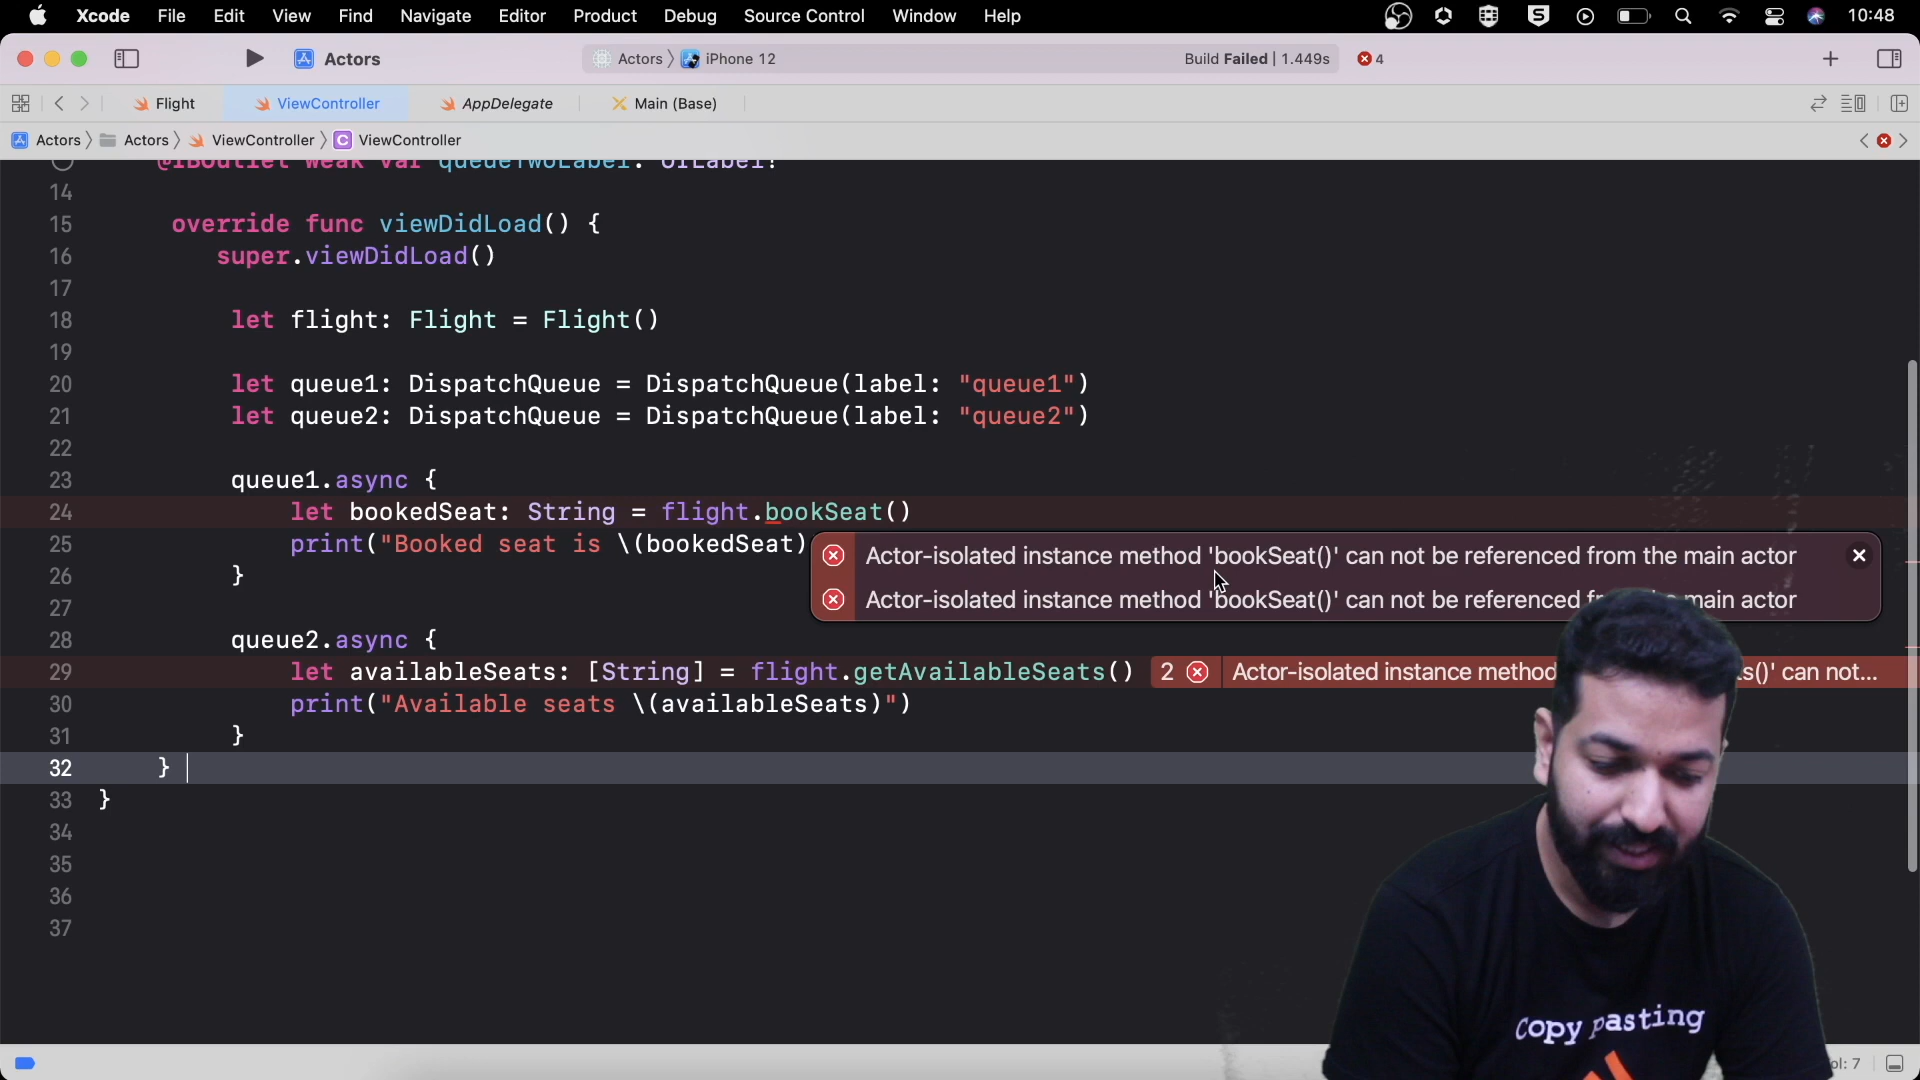 Xcode File Edit View Find Navigate Editor Product Debug Source Control Window Help 10:48
Actors Actors iPhone 12 Build Failed | 1.449s 4
Flight ViewController AppDelegate Main (Base)
Actors Actors ViewController C ViewController
@IBOutlet weak var queueTwoLabel: UILabel!
14
15 override func viewDidLoad() {
16 super.viewDidLoad()
17
18 let flight: Flight = Flight()
19
20 let queue1: DispatchQueue = DispatchQueue(label: "queue1")
21 let queue2: DispatchQueue = DispatchQueue(label: "queue2")
22
23 queue1.async {
24 let bookedSeat: String = flight.bookSeat()
25 print("Booked seat is \(bookedSeat)
Actor-isolated instance method 'bookSeat()' can not be referenced from the main actor
26 }
Actor-isolated instance method 'bookSeat()' can not be referenced main actor
27
28 queue2.async {
29 let availableSeats: [String] = flight.getAvailableSeats() 2 Actor-isolated instance method s()' can not...
30 print("Available seats \(availableSeats)")
31 }
32 }
33 }
34
35
36
37
Copy pasting
ol: 7